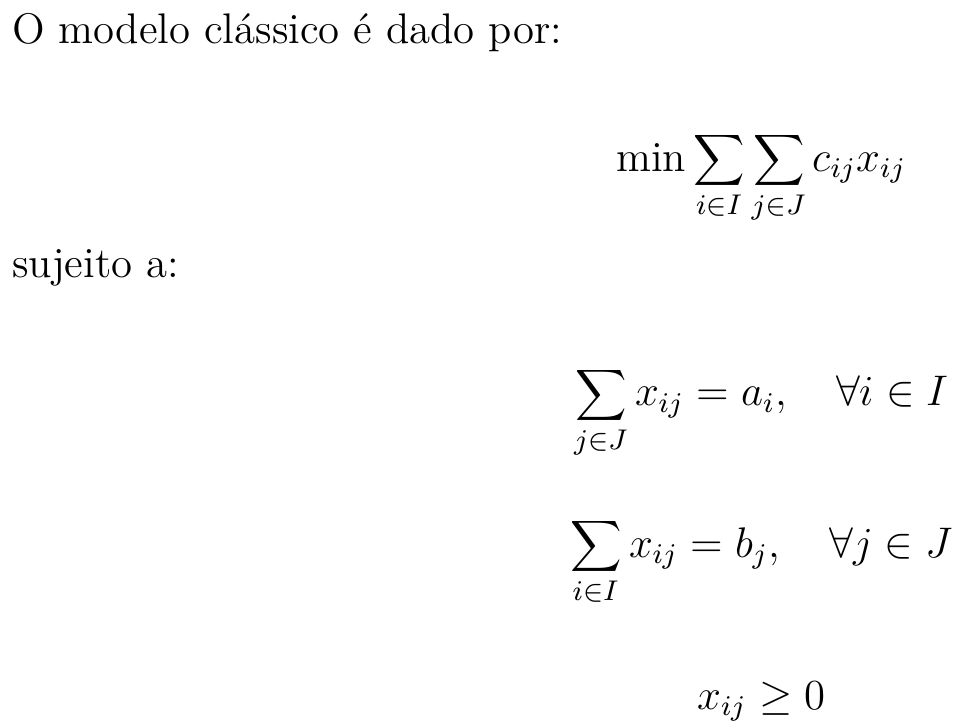 O modelo clássico é dado por:
min ∑_{i∈I} ∑_{j∈J} c_{ij} x_{ij}
sujeito a:
∑_{j∈J} x_{ij} = a_i, ∀i ∈ I
∑_{i∈I} x_{ij} = b_j, ∀j ∈ J
x_{ij} ≥ 0